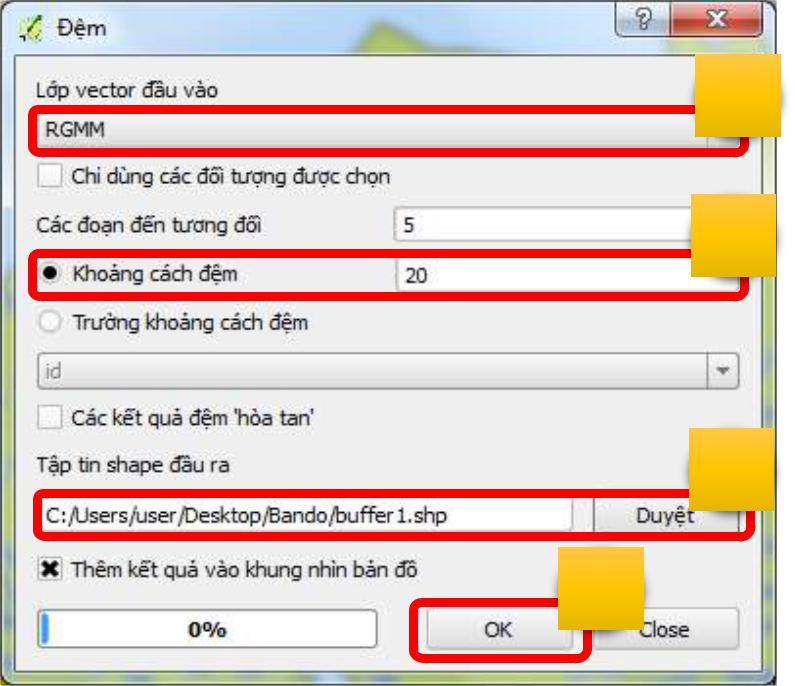 Đệm
Lớp vector đầu vào
RGMM
Chỉ dùng các đối tượng được chọn
Các đoạn đến tương đối 5
Khoảng cách đệm 20
Trường khoảng cách đệm
id
Các kết quả đệm 'hòa tan'
Tập tin shape đầu ra
C:/Users/user/Desktop/Bando/buffer1.shp Duyệt
Thêm kết quả vào khung nhìn bản đồ
0% OK Close